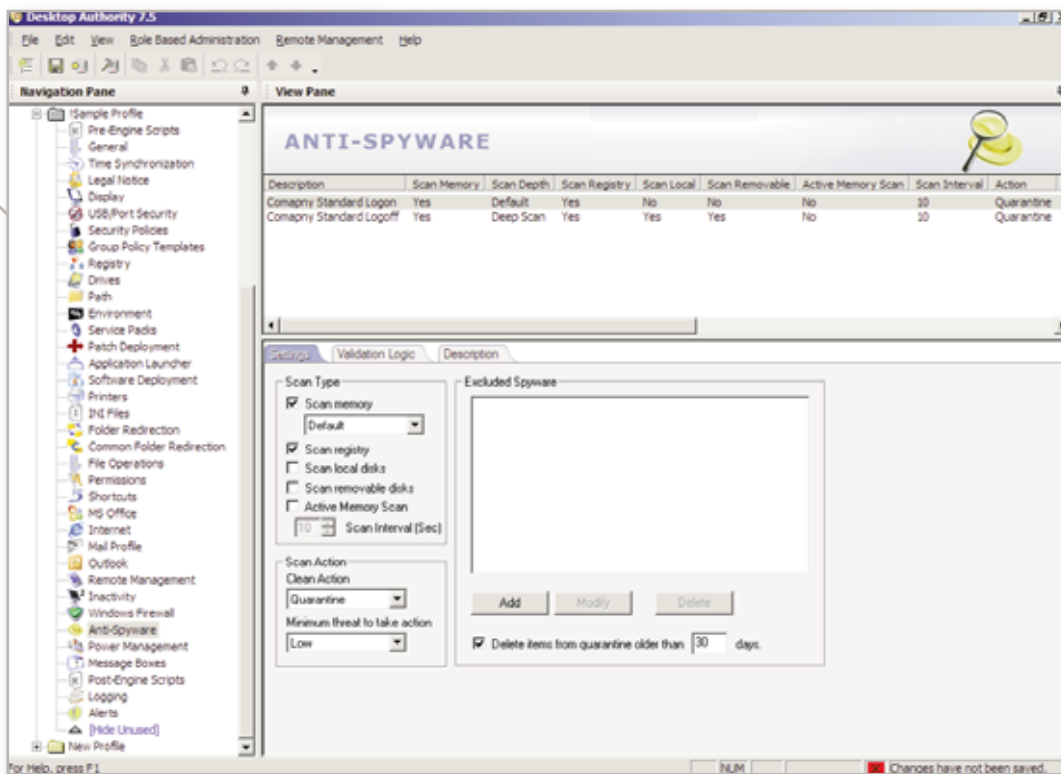 Desktop Authority 7.5
File Edit View Role Based Administration Remote Management Help
Navigation Pane
View Pane
!Sample Profile
Pre-Engine Scripts
General
Time Synchronization
Legal Notice
Display
USB/Port Security
Security Policies
Group Policy Templates
Registry
Drives
Path
Environment
Service Packs
Patch Deployment
Application Launcher
Software Deployment
Printers
INI Files
Folder Redirection
Common Folder Redirection
File Operations
Permissions
Shortcuts
MS Office
Internet
Mail Profile
Outlook
Remote Management
Inactivity
Windows Firewall
Anti-Spyware
Power Management
Message Boxes
Post-Engine Scripts
Logging
Alerts
[Hide Unused]
New Profile
ANTI-SPYWARE
Description Scan Memory Scan Depth Scan Registry Scan Local Scan Removable Active Memory Scan Scan Interval Action
Comapny Standard Logon Yes Default Yes No No No 10 Quarantine
Comapny Standard Logoff Yes Deep Scan Yes Yes Yes No 10 Quarantine
Settings Validation Logic Description
Scan Type
Scan memory
Default
Scan registry
Scan local disks
Scan removable disks
Active Memory Scan
10 Scan Interval (Sec)
Scan Action
Clean Action
Quarantine
Minimum threat to take action
Low
Excluded Spyware
Add Modify Delete
Delete items from quarantine older than 30 days.
For Help, press F1
NUM
Changes have not been saved.